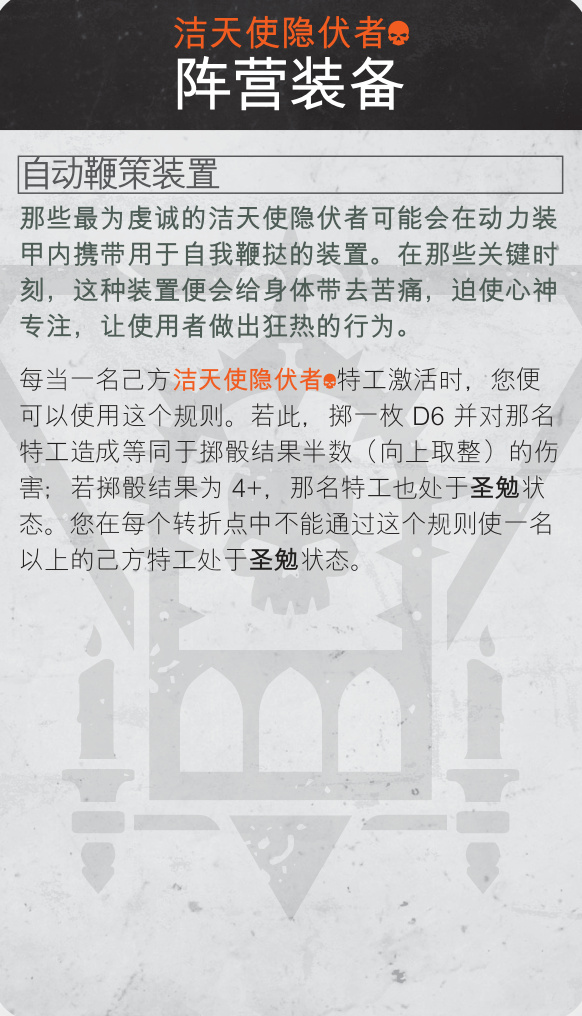 洁天使隐伏者
阵营装备
自动鞭策装置
那些最为虔诚的洁天使隐伏者可能会在动力装
甲内携带用于自我鞭挞的装置。在那些关键时
刻，这种装置便会给身体带去苦痛，迫使心神
专注，让使用者做出狂热的行为。
每当一名己方洁天使隐伏者特工激活时，您便
可以使用这个规则。若此，掷一枚 D6 并对那名
特工造成等同于掷骰结果半数（向上取整）的伤
害；若掷骰结果为 4+，那名特工也处于圣勉状
态。您在每个转折点中不能通过这个规则使一名
以上的己方特工处于圣勉状态。